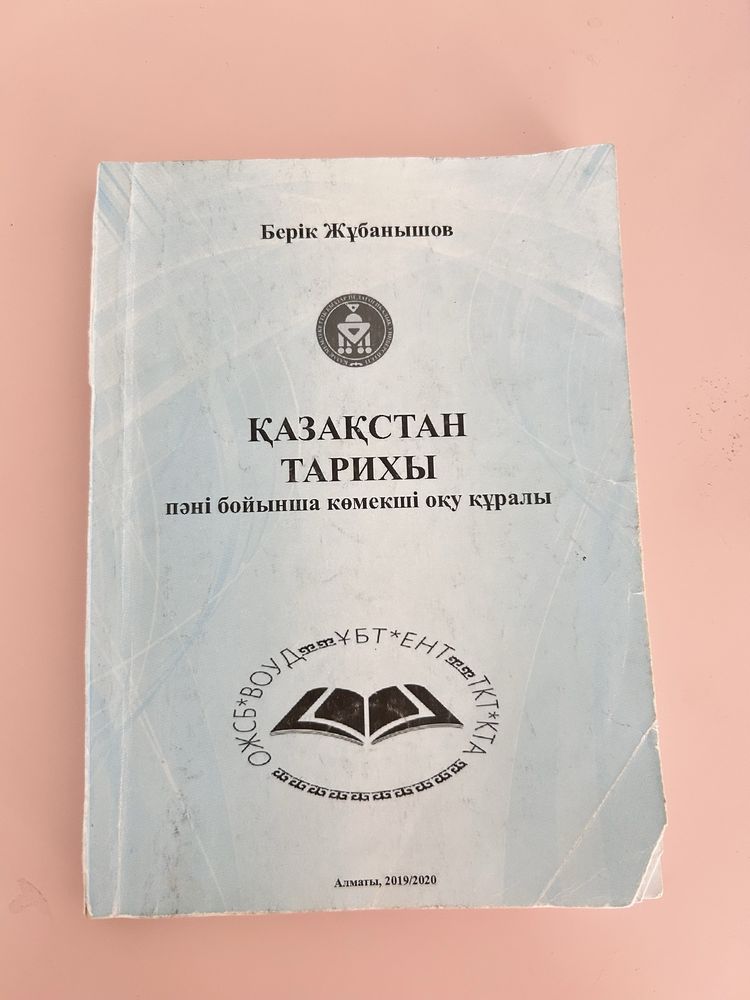 Берік Жұбанышов
ҚАЗАҚСТАН
ТАРИХЫ
пәні бойынша көмекші оқу құралы
ОЖСБ*ВОУД ҰБТ*ЕНТ ТКТ*КТА
Алматы, 2019/2020